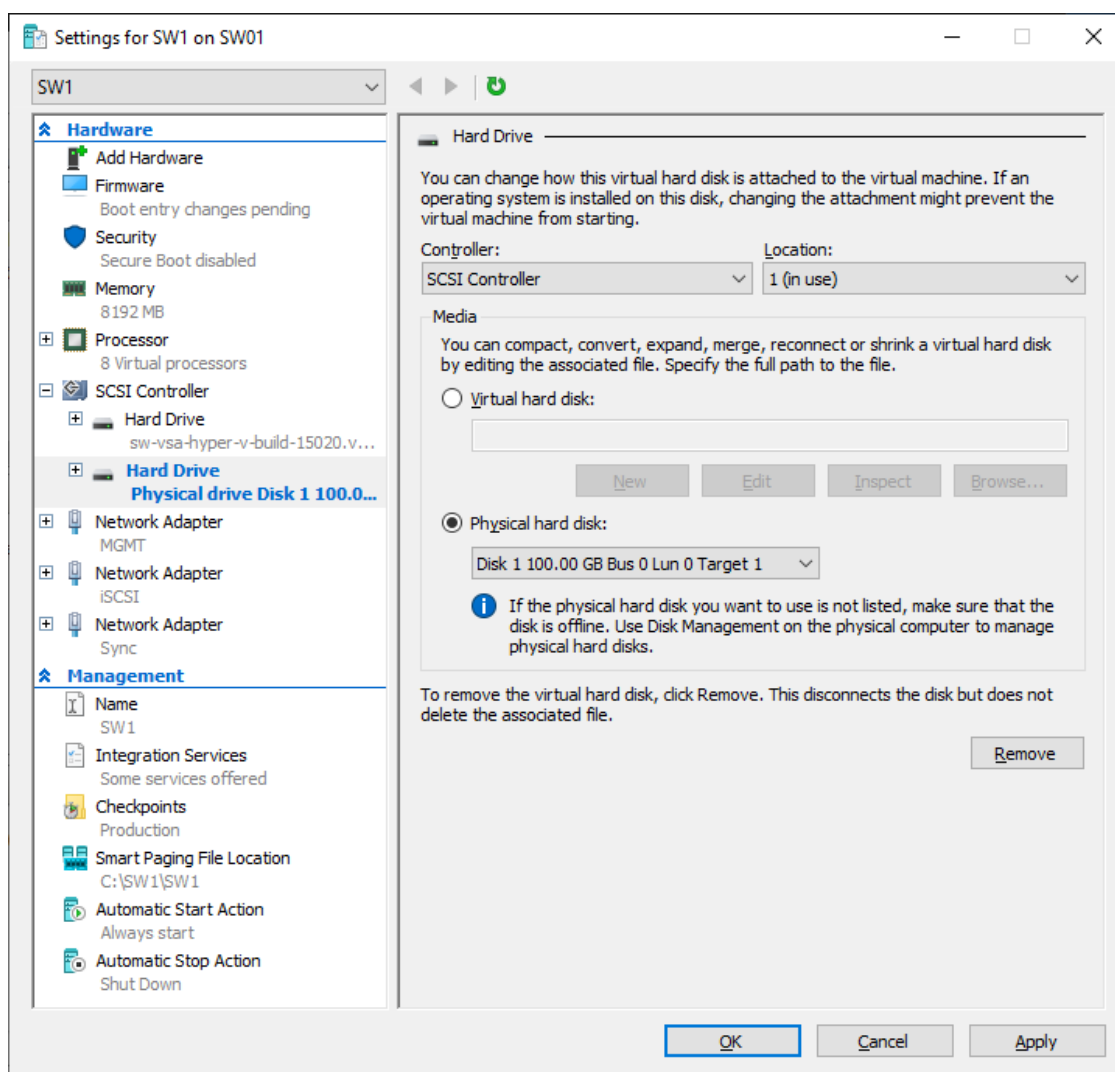 Settings for SW1 on SW01
SW1
Hardware
Add Hardware
Firmware
Boot entry changes pending
Security
Secure Boot disabled
Memory
8192 MB
Processor
8 Virtual processors
SCSI Controller
Hard Drive
sw-vsa-hyper-v-build-15020.v...
Hard Drive
Physical drive Disk 1 100.0...
Network Adapter
MGMT
Network Adapter
iSCSI
Network Adapter
Sync
Management
Name
SW1
Integration Services
Some services offered
Checkpoints
Production
Smart Paging File Location
C:\SW1\SW1
Automatic Start Action
Always start
Automatic Stop Action
Shut Down
Hard Drive
You can change how this virtual hard disk is attached to the virtual machine. If an
operating system is installed on this disk, changing the attachment might prevent the
virtual machine from starting.
Controller: Location:
SCSI Controller 1 (in use)
Media
You can compact, convert, expand, merge, reconnect or shrink a virtual hard disk
by editing the associated file. Specify the full path to the file.
Virtual hard disk:
New Edit Inspect Browse...
Physical hard disk:
Disk 1 100.00 GB Bus 0 Lun 0 Target 1
If the physical hard disk you want to use is not listed, make sure that the
disk is offline. Use Disk Management on the physical computer to manage
physical hard disks.
To remove the virtual hard disk, click Remove. This disconnects the disk but does not
delete the associated file.
Remove
OK Cancel Apply